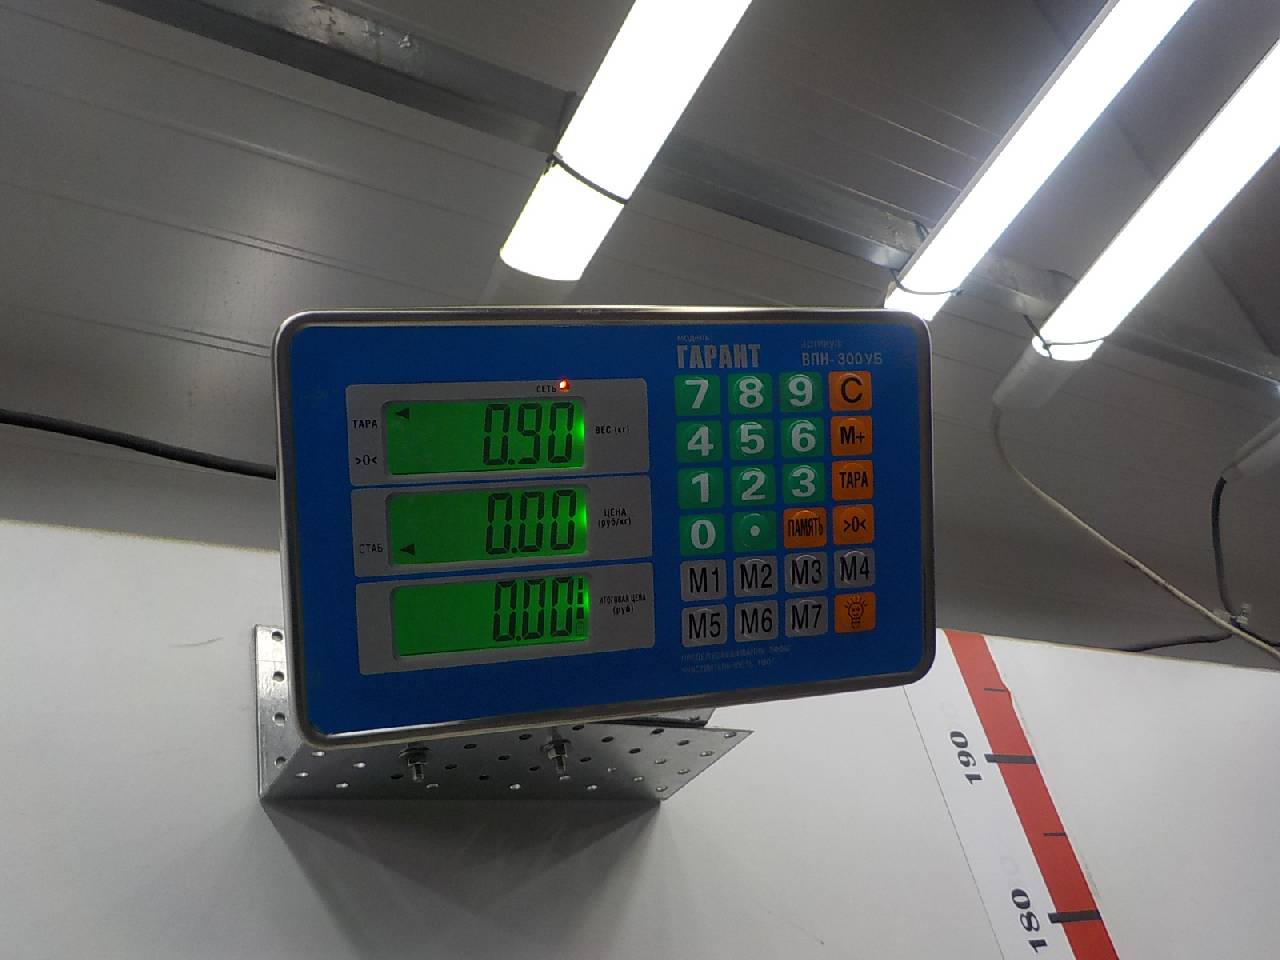 МОДЕЛЬ
ГАРАНТ
АРТИКУЛ
ВПН-300УБ
СЕТЬ
ТАРА
>0<
0.90
ВЕС (кг)
0.00
ЦЕНА
(руб/кг)
СТАБ
0.00
ИТОГОВАЯ ЦЕНА
(руб)
7 8 9 C
4 5 6 M+
1 2 3 ТАРА
0 . ПАМЯТЬ >0<
M1 M2 M3 M4
M5 M6 M7
190
180